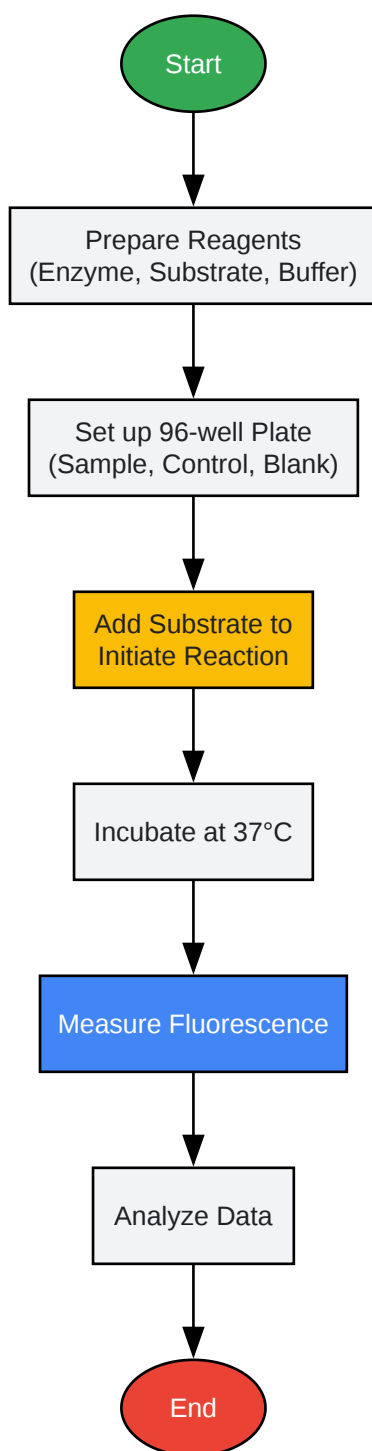 Start
Prepare Reagents
(Enzyme, Substrate, Buffer)
Set up 96-well Plate
(Sample, Control, Blank)
Add Substrate to
Initiate Reaction
Incubate at 37°C
Measure Fluorescence
Analyze Data
End